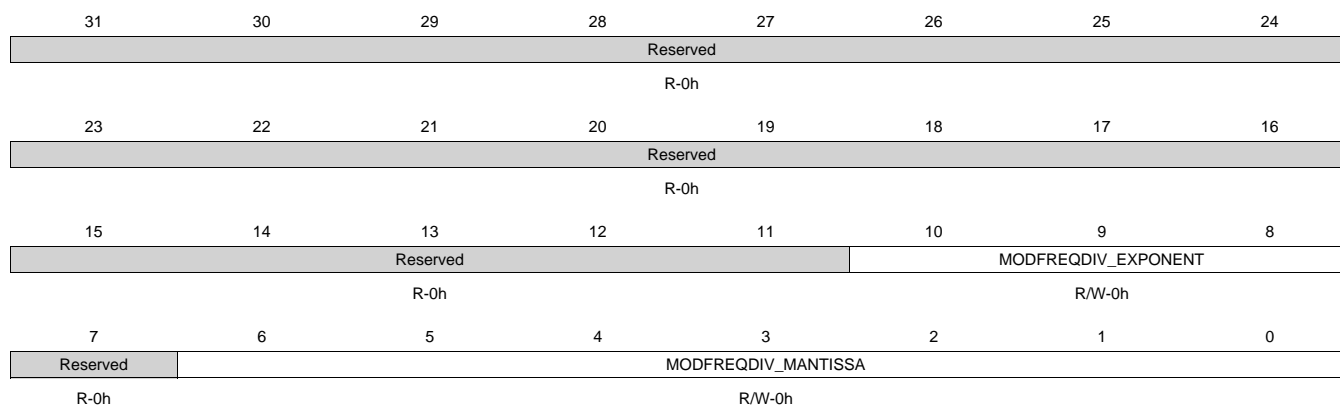 31 30 29 28 27 26 25 24
Reserved
R-0h
23 22 21 20 19 18 17 16
Reserved
R-0h
15 14 13 12 11 10 9 8
Reserved MODFREQDIV_EXPONENT
R-0h R/W-0h
7 6 5 4 3 2 1 0
Reserved MODFREQDIV_MANTISSA
R-0h R/W-0h